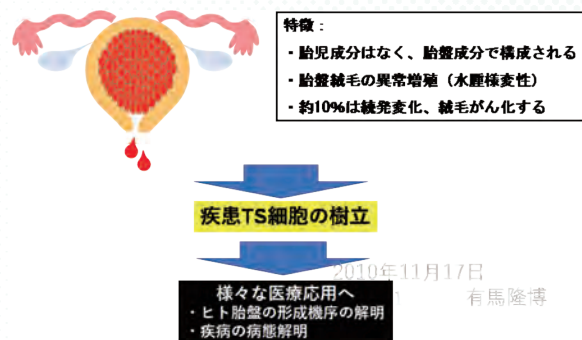 特徴：
・胎児成分はなく、胎盤成分で構成される
・胎盤絨毛の異常増殖（水腫様変性）
・約10%は続発変化、絨毛がん化する
疾患TS細胞の樹立
2010年11月17日
有馬隆博
様々な医療応用へ
・ヒト胎盤の形成機序の解明
・疾病の病態解明